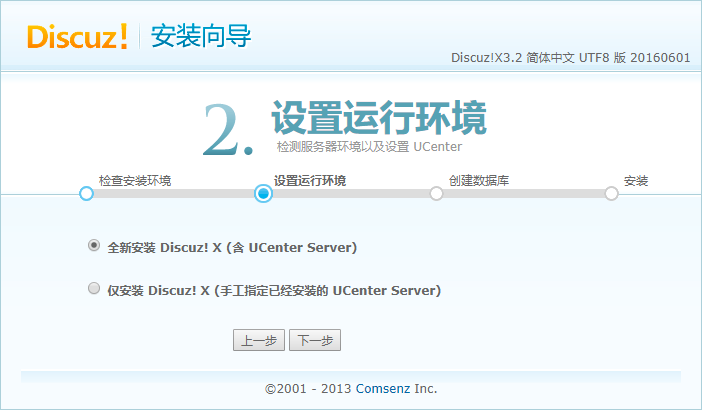 Discuz! 安装向导
Discuz!X3.2 简体中文 UTF8 版 20160601
2. 设置运行环境
检测服务器环境以及设置 UCenter
检查安装环境 设置运行环境 创建数据库 安装
全新安装 Discuz! X (含 UCenter Server)
仅安装 Discuz! X (手工指定已经安装的 UCenter Server)
上一步 下一步
©2001 - 2013 Comsenz Inc.